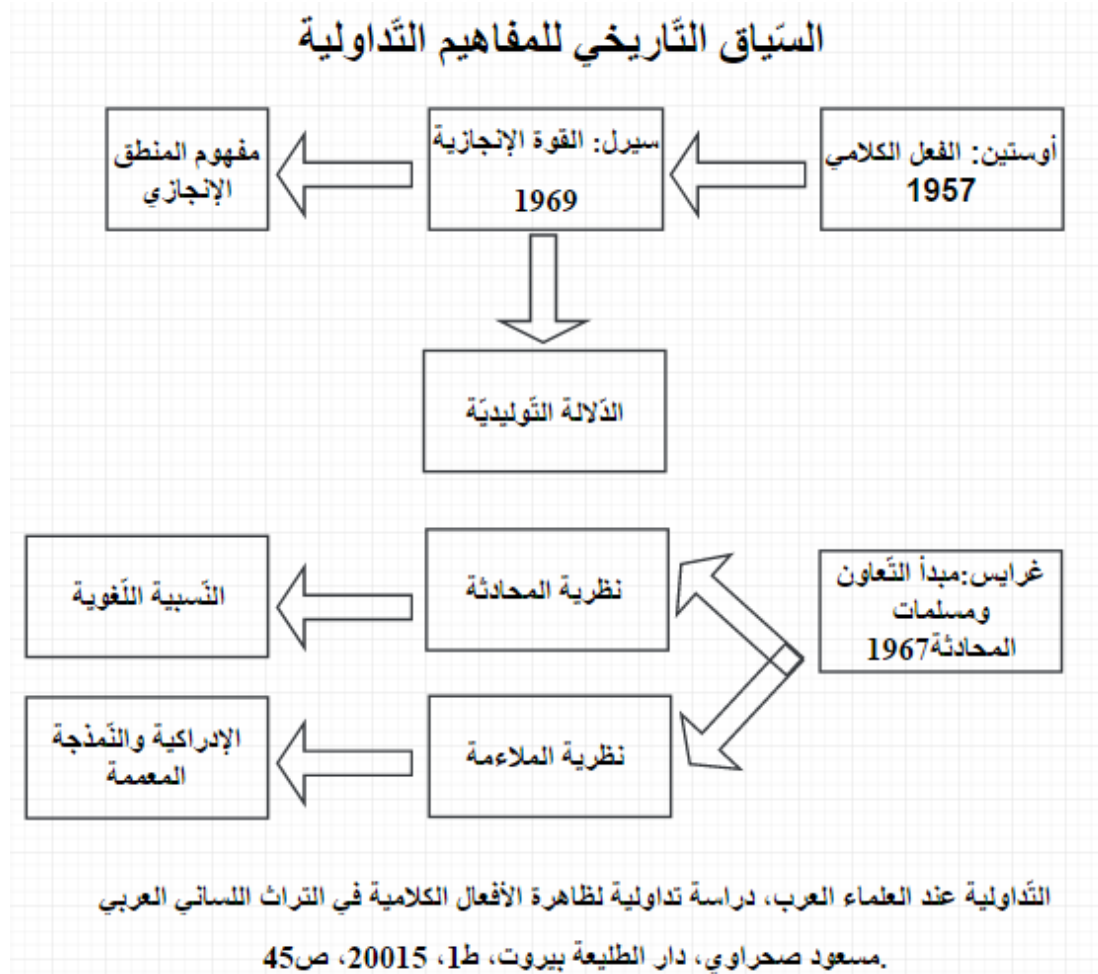 السّياق التّاريخي للمفاهيم التّداولية
أوستين: الفعل الكلامي
1957
سيرل: القوة الإنجازية
1969
مفهوم المنطق
الإنجازي
الدّلالة التّوليديّة
غرايس:مبدأ التّعاون
ومسلمات
المحادثة1967
نظرية المحادثة
النّسبية اللّغوية
نظرية الملاءمة
الإدراكية والنّمذجة
المعممة
التّداولية عند العلماء العرب، دراسة تداولية لظاهرة الأفعال الكلامية في التراث اللساني العربي
.مسعود صحراوي، دار الطليعة بيروت، ط1، 20015، ص45